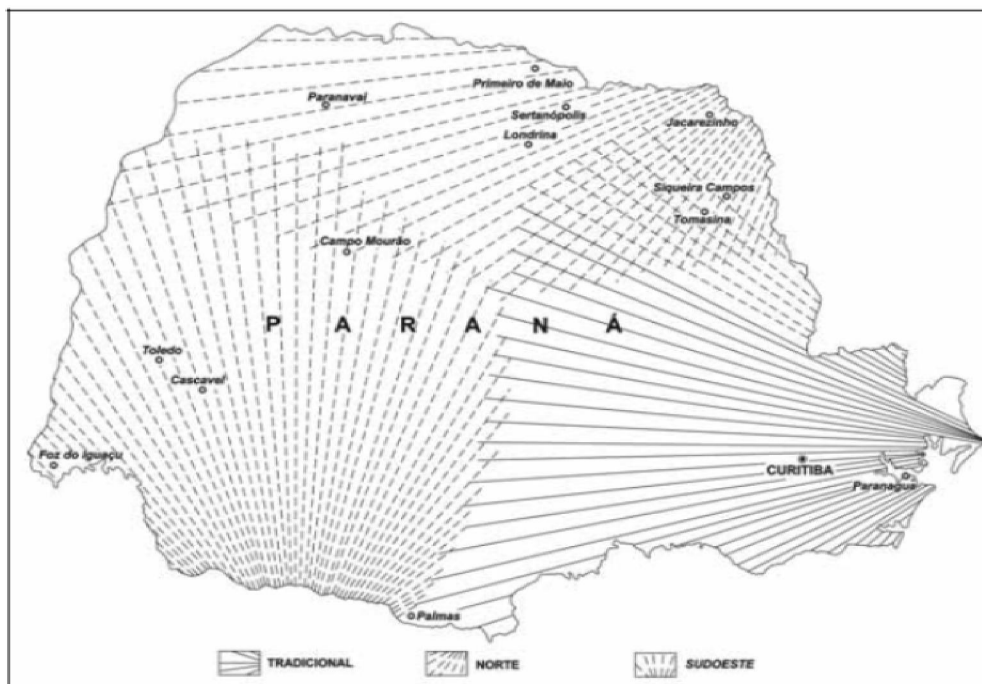 Primeiro de Maio
Paranavaí
Sertanópolis
Londrina
Jacarezinho
Siqueira Campos
Tomasina
Campo Mourão
P A R A N Á
Toledo
Cascavel
Foz do Iguaçu
CURITIBA
Paranaguá
Palmas
TRADICIONAL
NORTE
SUDOESTE